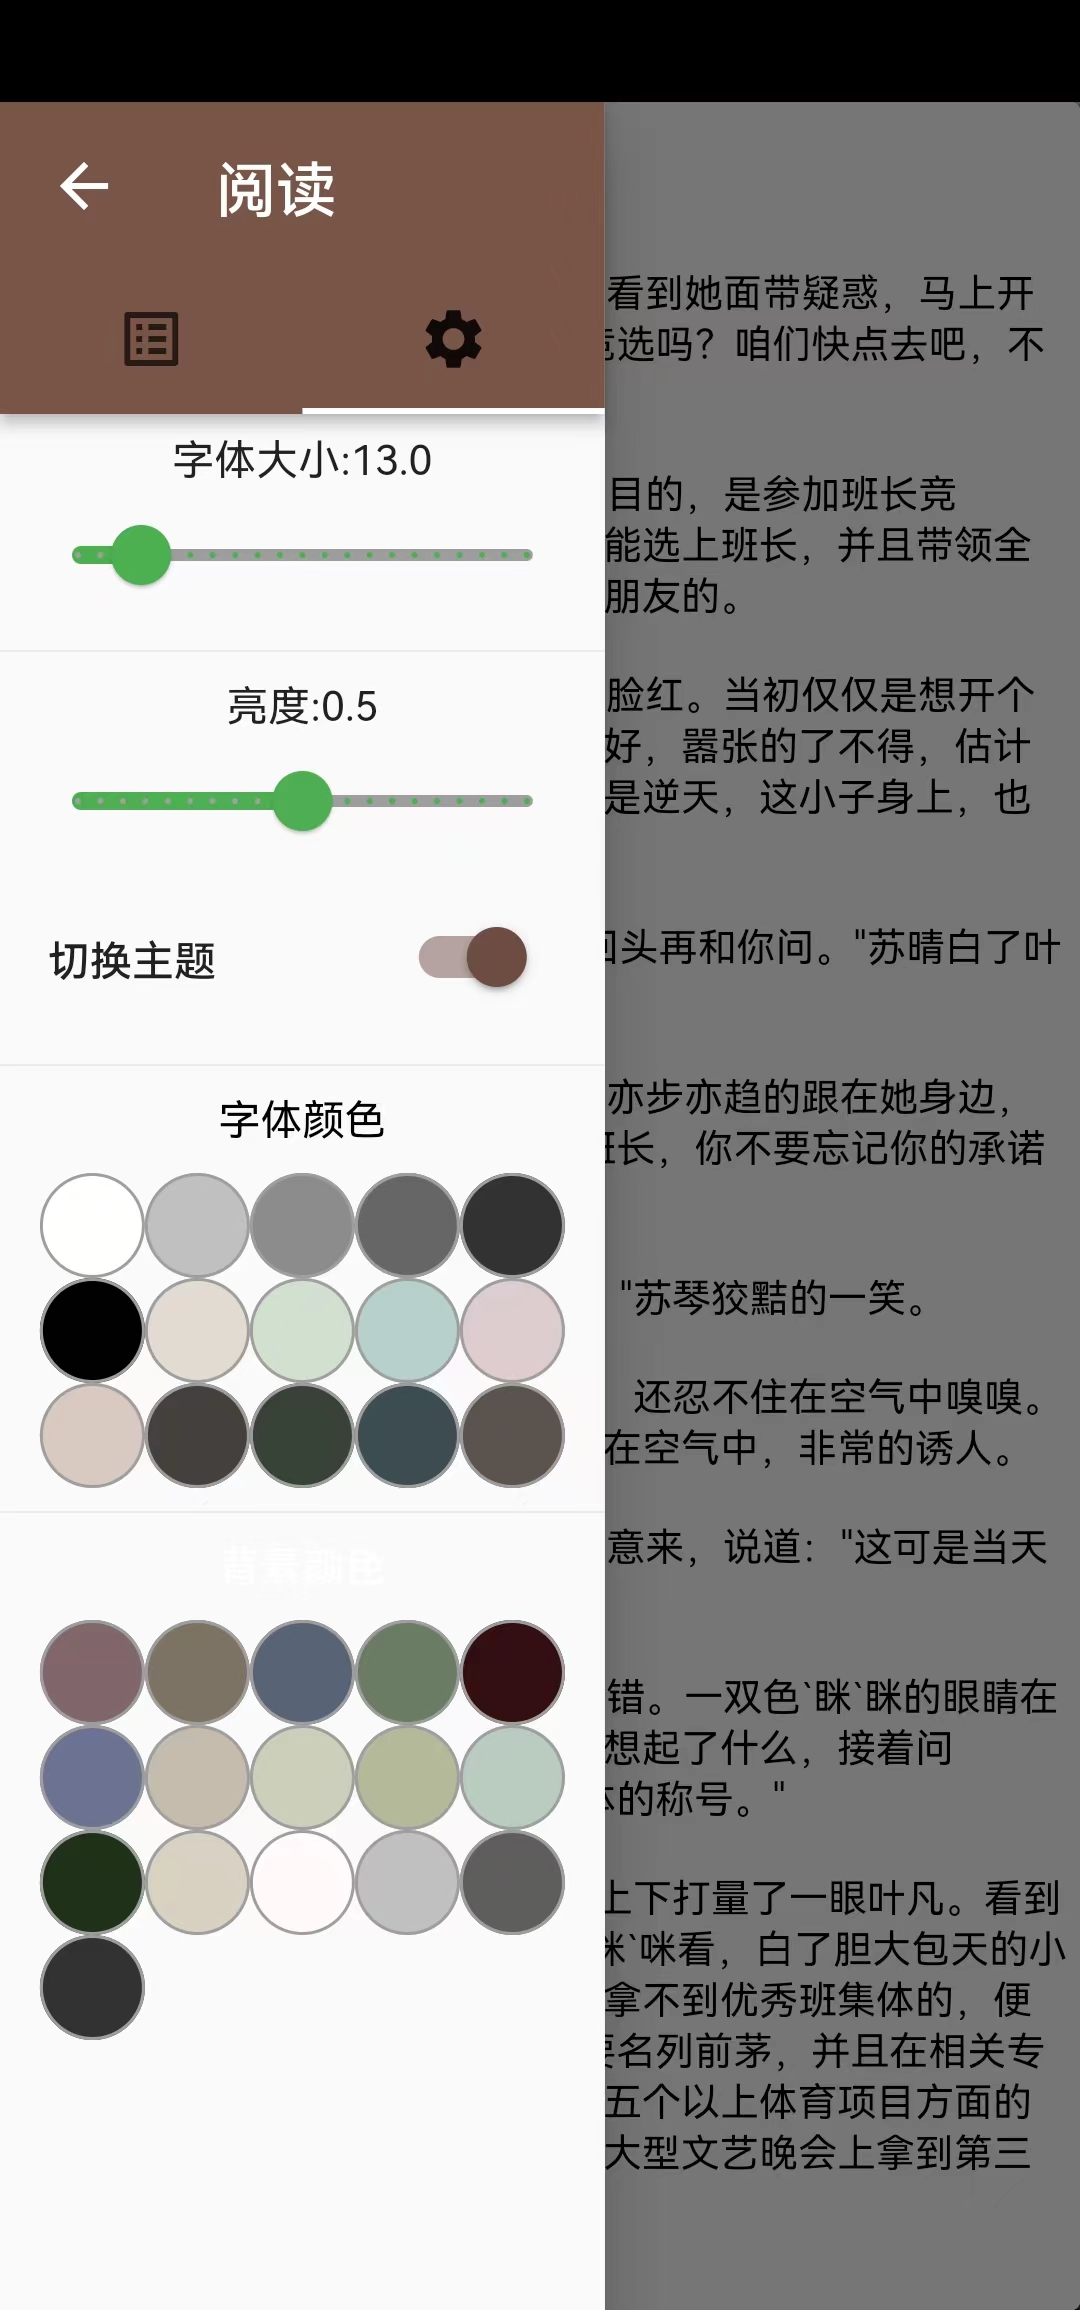 阅读
字体大小:13.0
亮度:0.5
切换主题
字体颜色
背景颜色
看到她面带疑惑，马上开
选吗？咱们快点去吧，不
目的，是参加班长竞
能选上班长，并且带领全
朋友的。
脸红。当初仅仅是想开个
好，嚣张的了不得，估计
是逆天，这小子身上，也
头再和你问。"苏晴白了叶
亦步亦趋的跟在她身边，
长，你不要忘记你的承诺
"苏琴狡黠的一笑。
还忍不住在空气中嗅嗅。
在空气中，非常的诱人。
意来，说道："这可是当天
错。一双色`眯`眯的眼睛在
想起了什么，接着问
的称号。"
上下打量了一眼叶凡。看到
`咪看，白了胆大包天的小
拿不到优秀班集体的，便
名列前茅，并且在相关专
五个以上体育项目方面的
大型文艺晚会上拿到第三